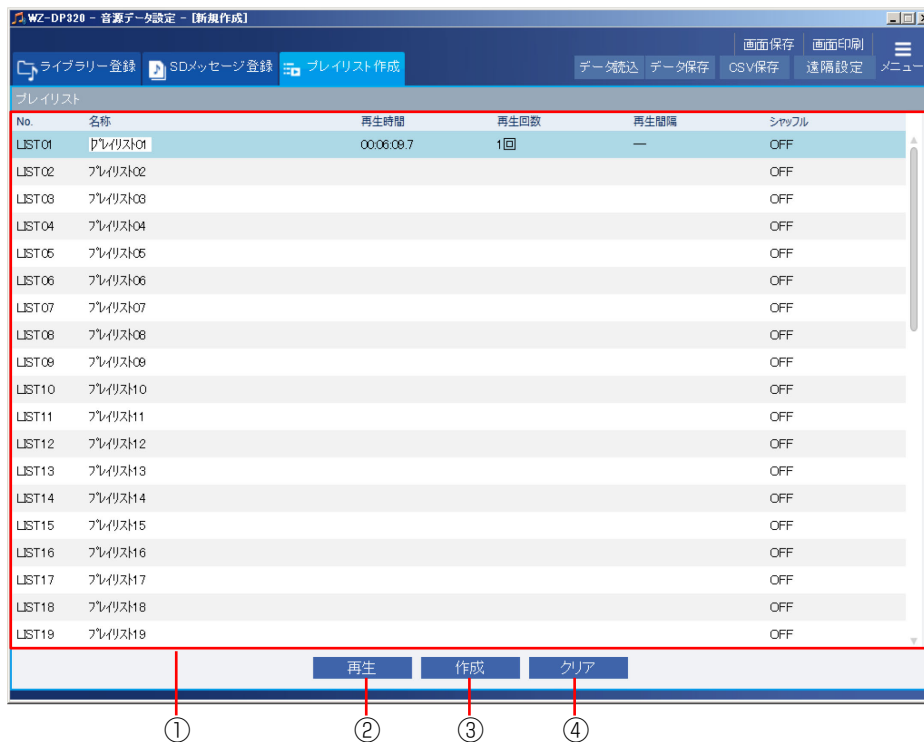 WZ-DP320 - 音源データ設定 - [新規作成]
画面保存 画面印刷
ライブラリー登録 SDメッセージ登録 プレイリスト作成 データ読込 データ保存 CSV保存 遠隔設定 メニュー
プレイリスト
No. 名称 再生時間 再生回数 再生間隔 シャッフル
LIST01 ﾌﾟﾚｲﾘｽﾄ01 00:06:09.7 1回 ― OFF
LIST02 ﾌﾟﾚｲﾘｽﾄ02 OFF
LIST03 ﾌﾟﾚｲﾘｽﾄ03 OFF
LIST04 ﾌﾟﾚｲﾘｽﾄ04 OFF
LIST05 ﾌﾟﾚｲﾘｽﾄ05 OFF
LIST06 ﾌﾟﾚｲﾘｽﾄ06 OFF
LIST07 ﾌﾟﾚｲﾘｽﾄ07 OFF
LIST08 ﾌﾟﾚｲﾘｽﾄ08 OFF
LIST09 ﾌﾟﾚｲﾘｽﾄ09 OFF
LIST10 ﾌﾟﾚｲﾘｽﾄ10 OFF
LIST11 ﾌﾟﾚｲﾘｽﾄ11 OFF
LIST12 ﾌﾟﾚｲﾘｽﾄ12 OFF
LIST13 ﾌﾟﾚｲﾘｽﾄ13 OFF
LIST14 ﾌﾟﾚｲﾘｽﾄ14 OFF
LIST15 ﾌﾟﾚｲﾘｽﾄ15 OFF
LIST16 ﾌﾟﾚｲﾘｽﾄ16 OFF
LIST17 ﾌﾟﾚｲﾘｽﾄ17 OFF
LIST18 ﾌﾟﾚｲﾘｽﾄ18 OFF
LIST19 ﾌﾟﾚｲﾘｽﾄ19 OFF
再生 作成 クリア
① ② ③ ④